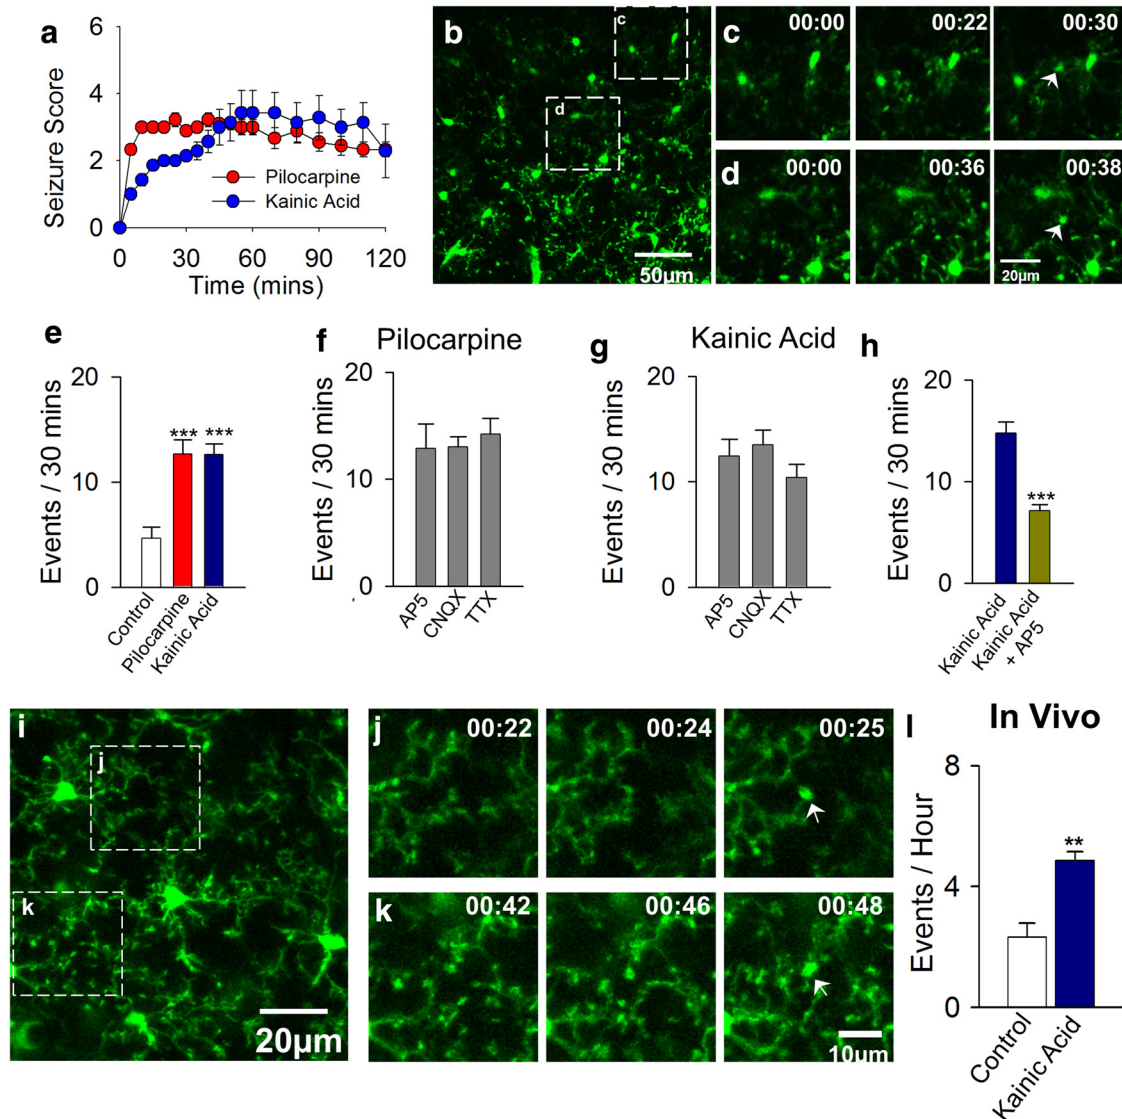 a
6
4
2
0
Seizure Score
Pilocarpine
Kainic Acid
0 30 60 90 120
Time (mins)
b
c
d
50µm
c
00:00
00:22
00:30
d
00:00
00:36
00:38
20µm
e
20
10
0
Events / 30 mins
***
***
Control
Pilocarpine
Kainic Acid
f
Pilocarpine
20
10
0
Events / 30 mins
AP5
CNQX
TTX
g
Kainic Acid
20
10
0
Events / 30 mins
AP5
CNQX
TTX
h
20
10
0
Events / 30 mins
***
Kainic Acid
Kainic Acid
+ AP5
i
j
k
20µm
j
00:22
00:24
00:25
k
00:42
00:46
00:48
10µm
l
In Vivo
8
4
0
Events / Hour
**
Control
Kainic Acid